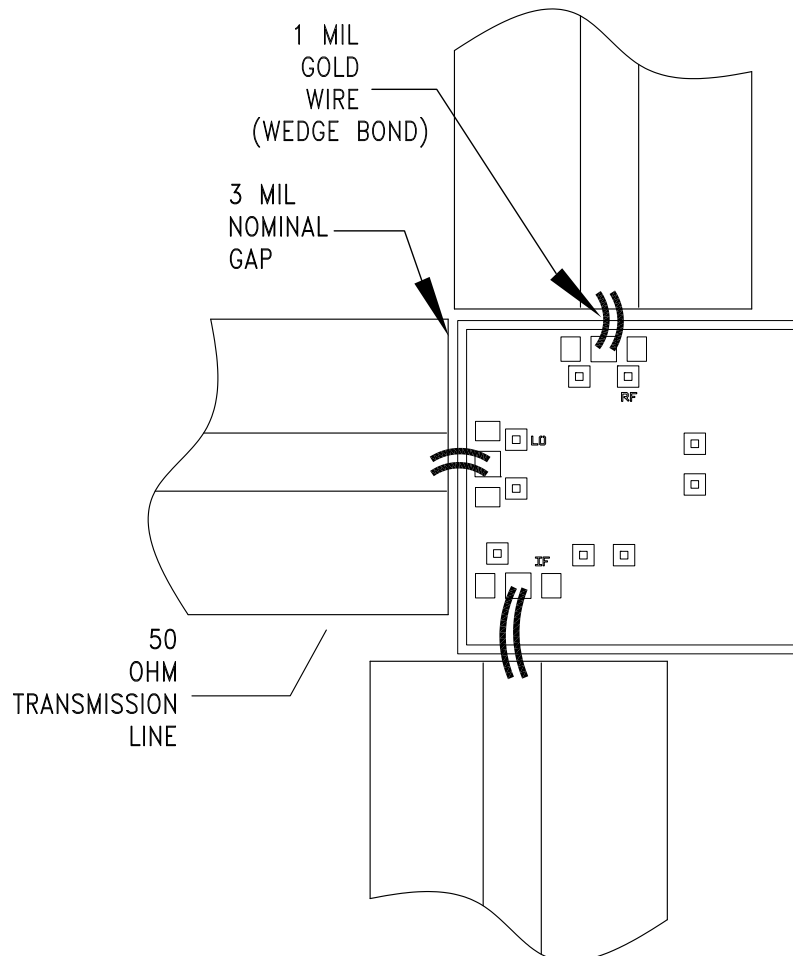 1 MIL
GOLD
WIRE
(WEDGE BOND)
3 MIL
NOMINAL
GAP
RF
LO
IF
50
OHM
TRANSMISSION
LINE